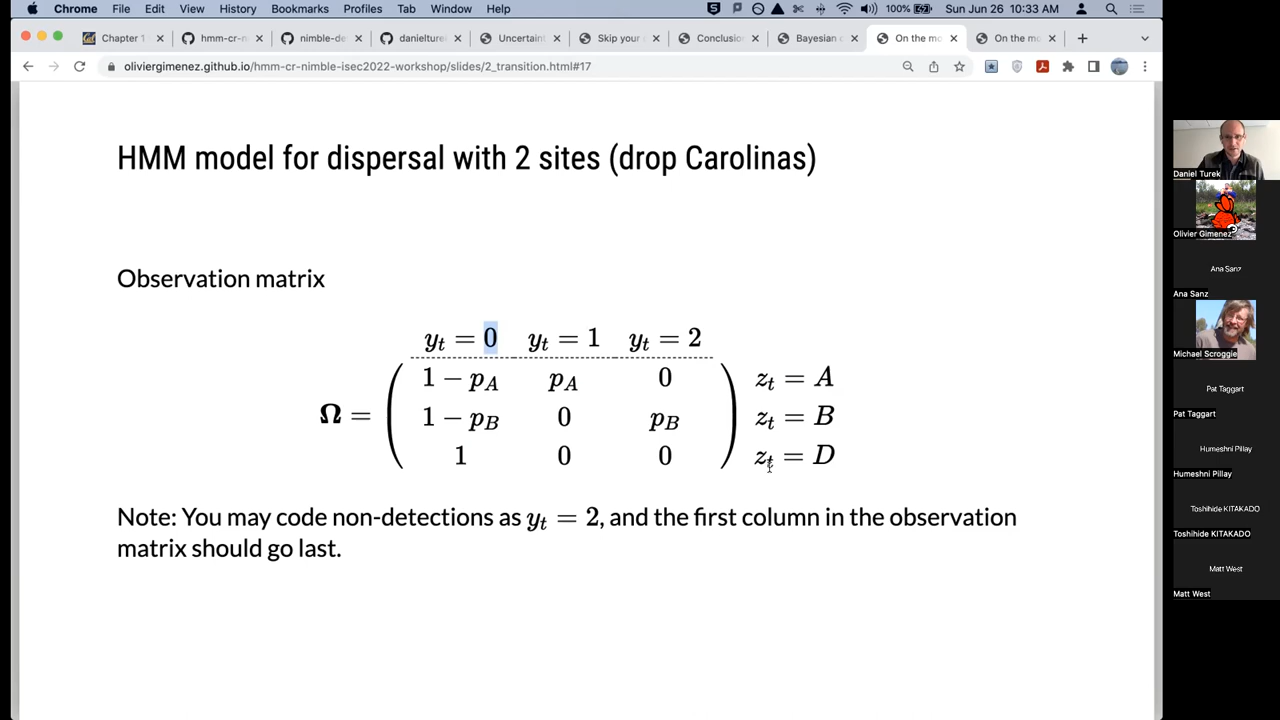 Chrome File Edit View History Bookmarks Profiles Tab Window Help 100% Sun Jun 26 10:33 AM
Chapter 1 hmm-cr-n nimble-de danielture Uncertain Skip your Conclusion Bayesian On the mo On the mo
oliviergimenez.github.io/hmm-cr-nimble-isec2022-workshop/slides/2_transition.html#17
HMM model for dispersal with 2 sites (drop Carolinas)
Observation matrix
y_t = 0 y_t = 1 y_t = 2
1 − p_A p_A 0 z_t = A
Ω = 1 − p_B 0 p_B z_t = B
1 0 0 z_t = D
Note: You may code non-detections as y_t = 2, and the first column in the observation
matrix should go last.
Daniel Turek
Olivier Gimenez
Ana Sanz
Ana Sanz
Michael Scroggie
Pat Taggart
Pat Taggart
Humeshni Pillay
Humeshni Pillay
Toshihide KITAKADO
Toshihide KITAKADO
Matt West
Matt West